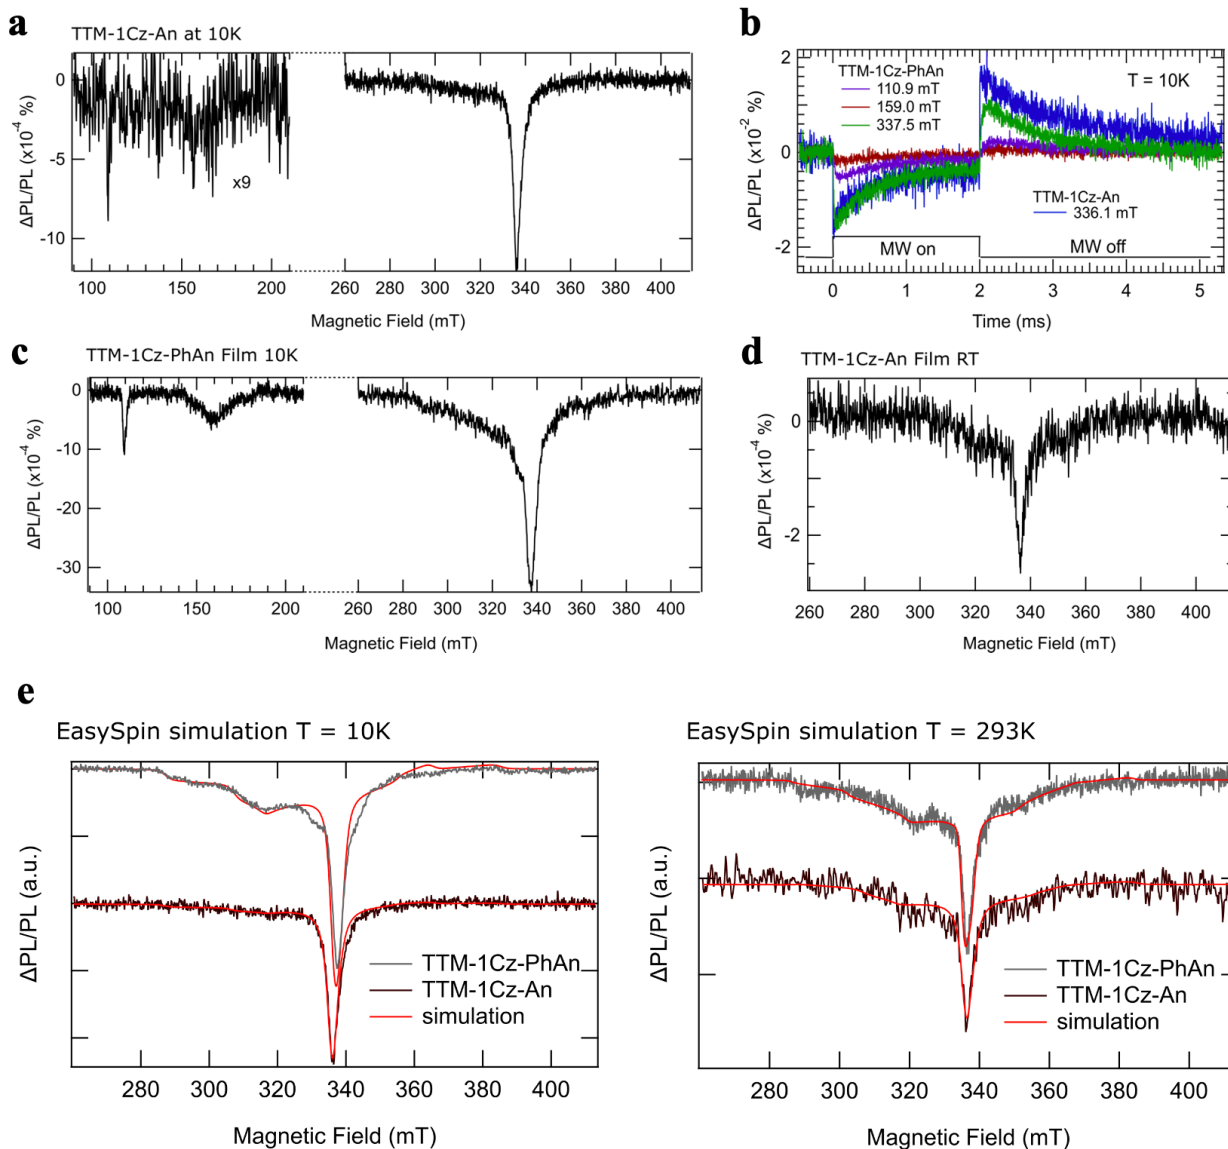 a
TTM-1Cz-An at 10K
0
-5
-10
ΔPL/PL (x10⁻⁴ %)
x9
100 120 140 160 180 200 260 280 300 320 340 360 380 400
Magnetic Field (mT)
b
2
0
-2
ΔPL/PL (x10⁻² %)
TTM-1Cz-PhAn
110.9 mT
159.0 mT
337.5 mT
T = 10K
TTM-1Cz-An
336.1 mT
MW on
MW off
0 1 2 3 4 5
Time (ms)
c
TTM-1Cz-PhAn Film 10K
0
-10
-20
-30
ΔPL/PL (x10⁻⁴ %)
100 120 140 160 180 200 260 280 300 320 340 360 380 400
Magnetic Field (mT)
d
TTM-1Cz-An Film RT
0
-2
ΔPL/PL (x10⁻⁴ %)
260 280 300 320 340 360 380 400
Magnetic Field (mT)
e
EasySpin simulation T = 10K
ΔPL/PL (a.u.)
TTM-1Cz-PhAn
TTM-1Cz-An
simulation
280 300 320 340 360 380 400
Magnetic Field (mT)
EasySpin simulation T = 293K
ΔPL/PL (a.u.)
TTM-1Cz-PhAn
TTM-1Cz-An
simulation
280 300 320 340 360 380 400
Magnetic Field (mT)